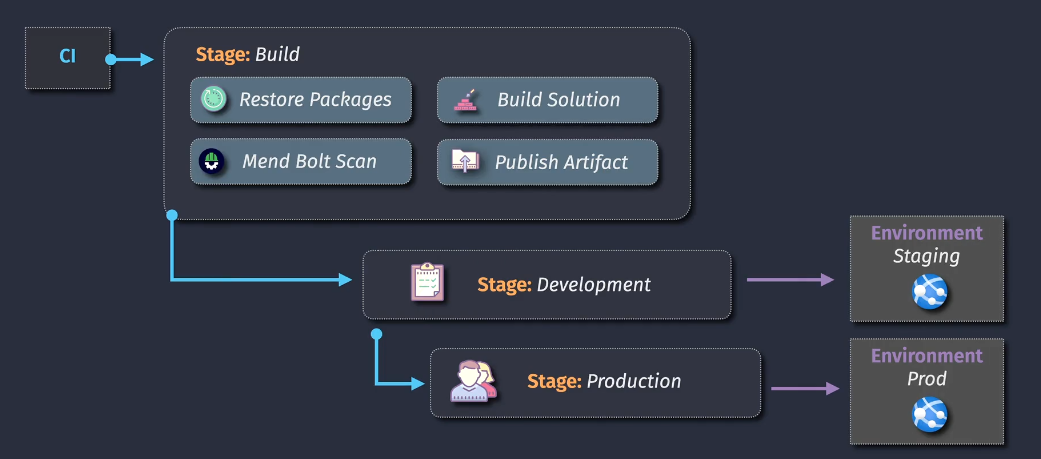 CI
Stage: Build
Restore Packages
Build Solution
Mend Bolt Scan
Publish Artifact
Stage: Development
Environment
Staging
Stage: Production
Environment
Prod